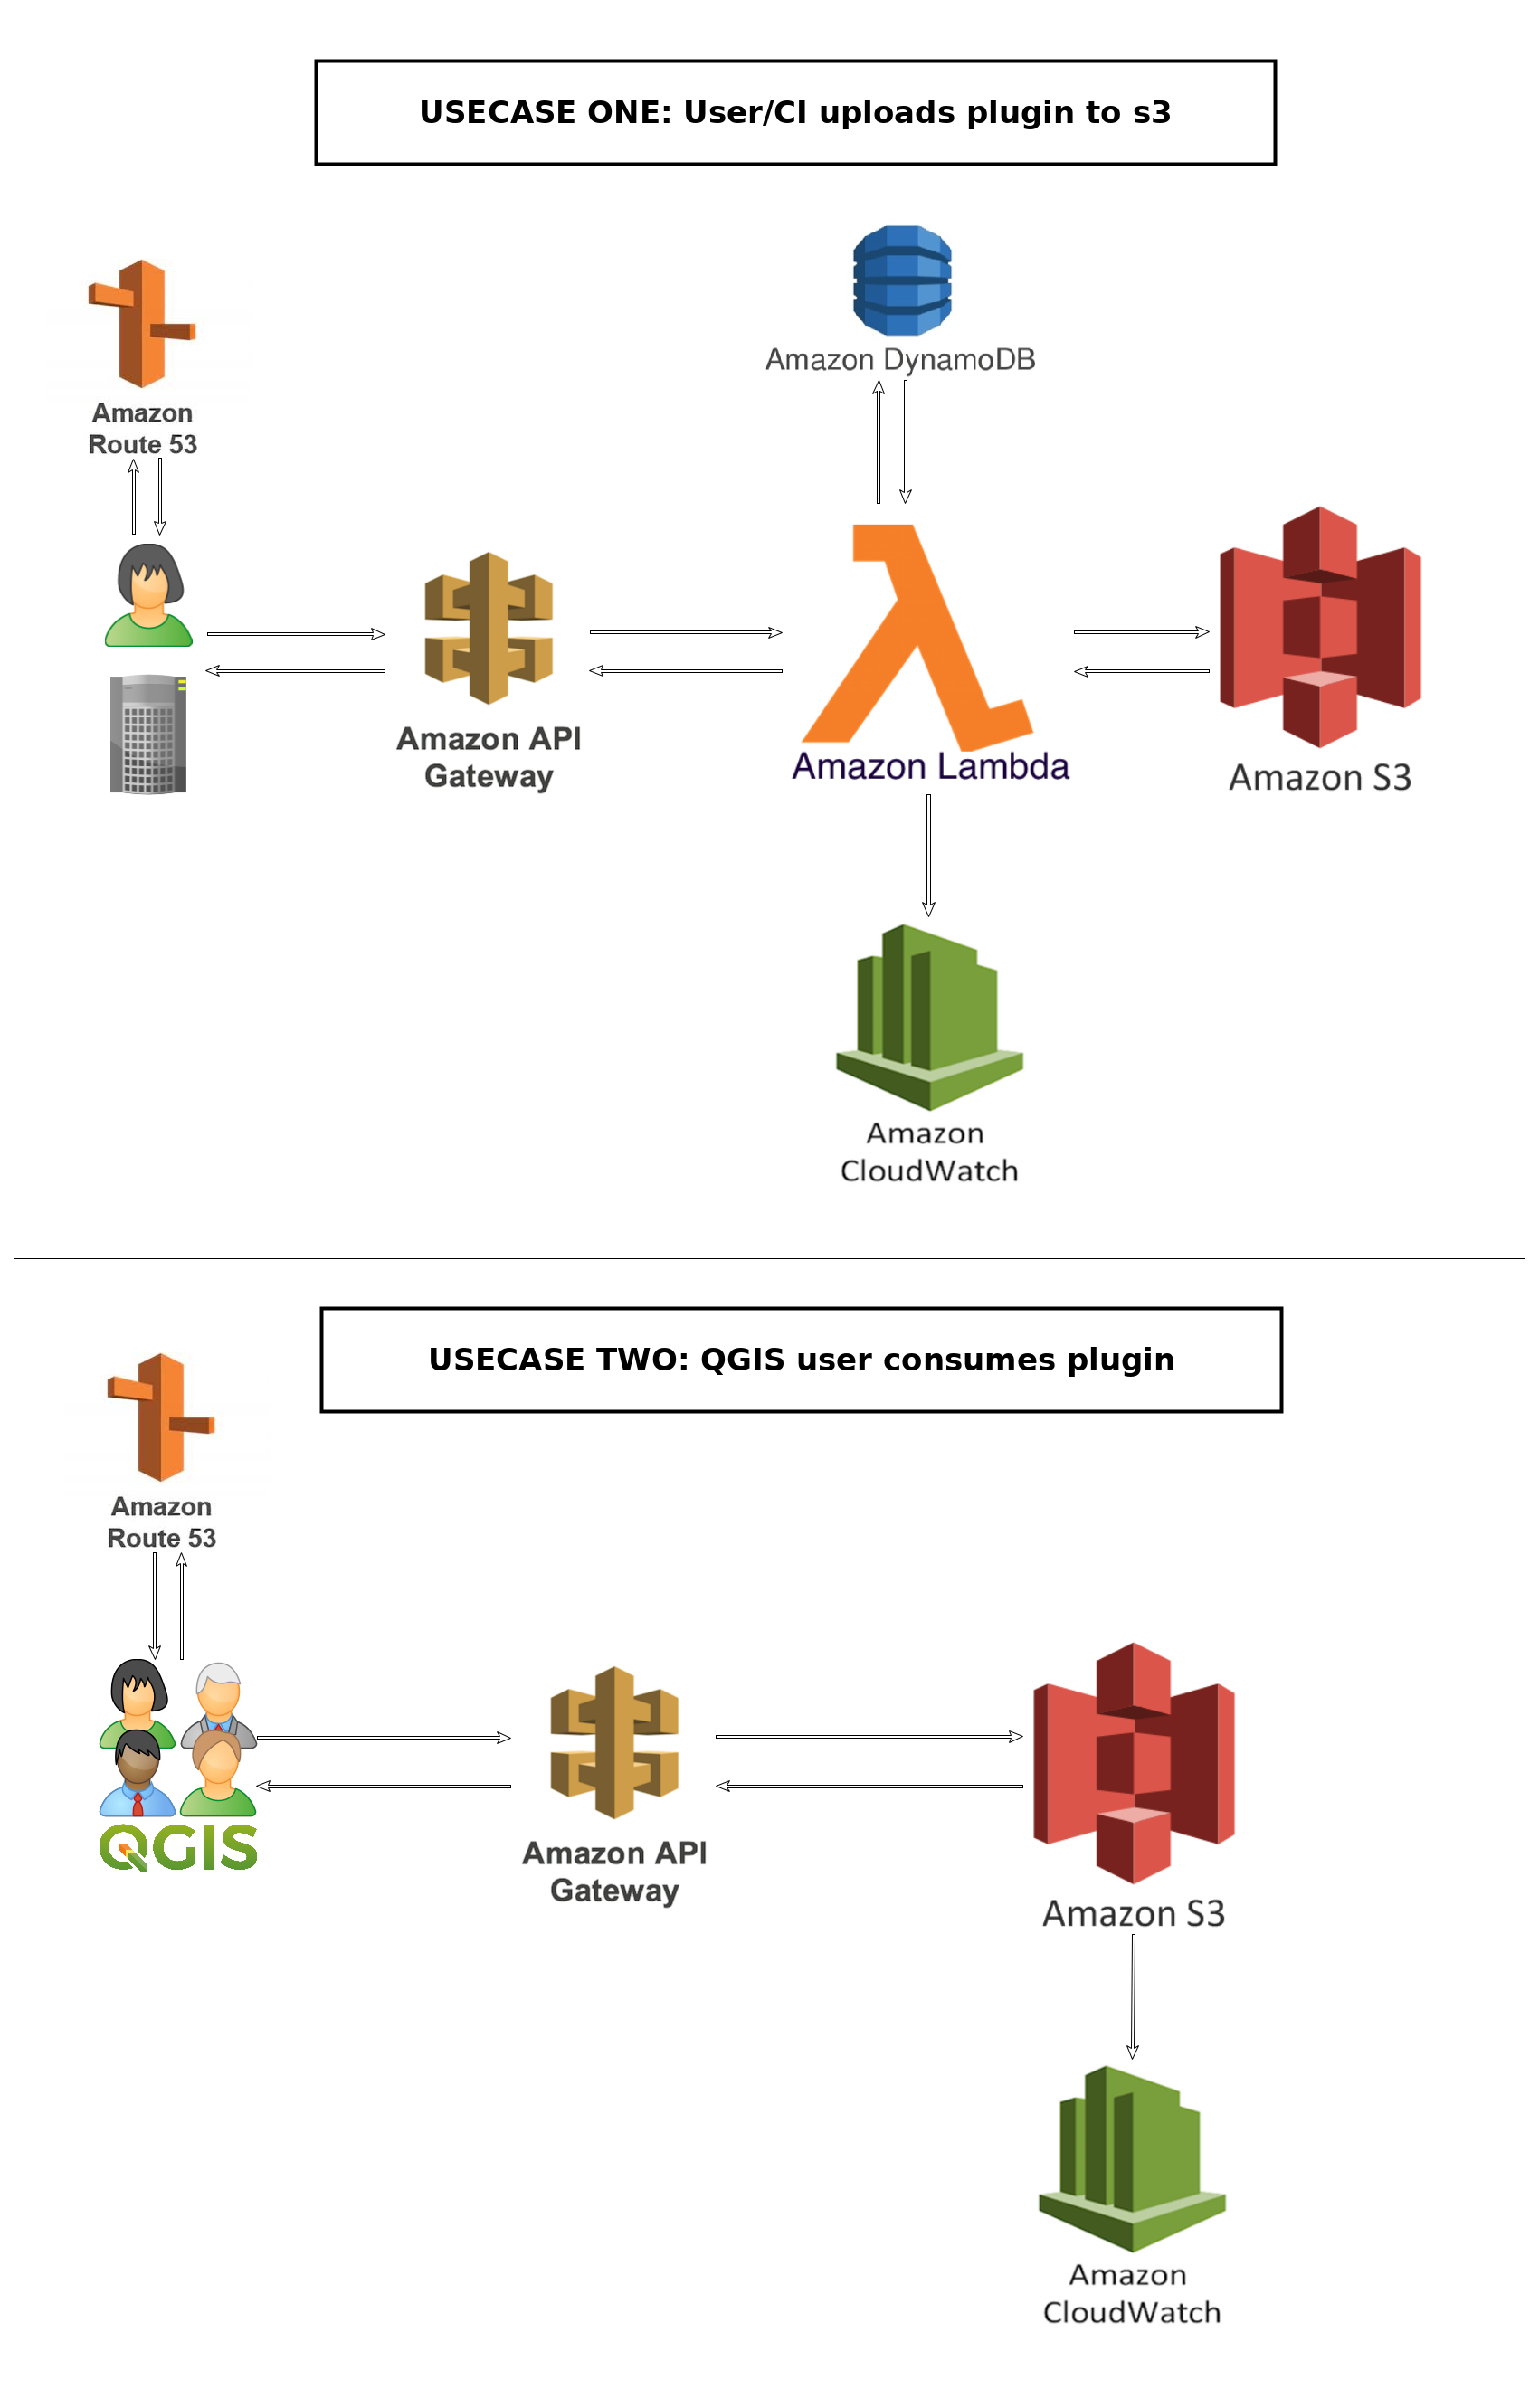 USECASE ONE: User/CI uploads plugin to s3
Amazon DynamoDB
Amazon
Route 53
Amazon API
Gateway
Amazon Lambda
Amazon S3
Amazon
CloudWatch
USECASE TWO: QGIS user consumes plugin
Amazon
Route 53
QGIS
Amazon API
Gateway
Amazon S3
Amazon
CloudWatch